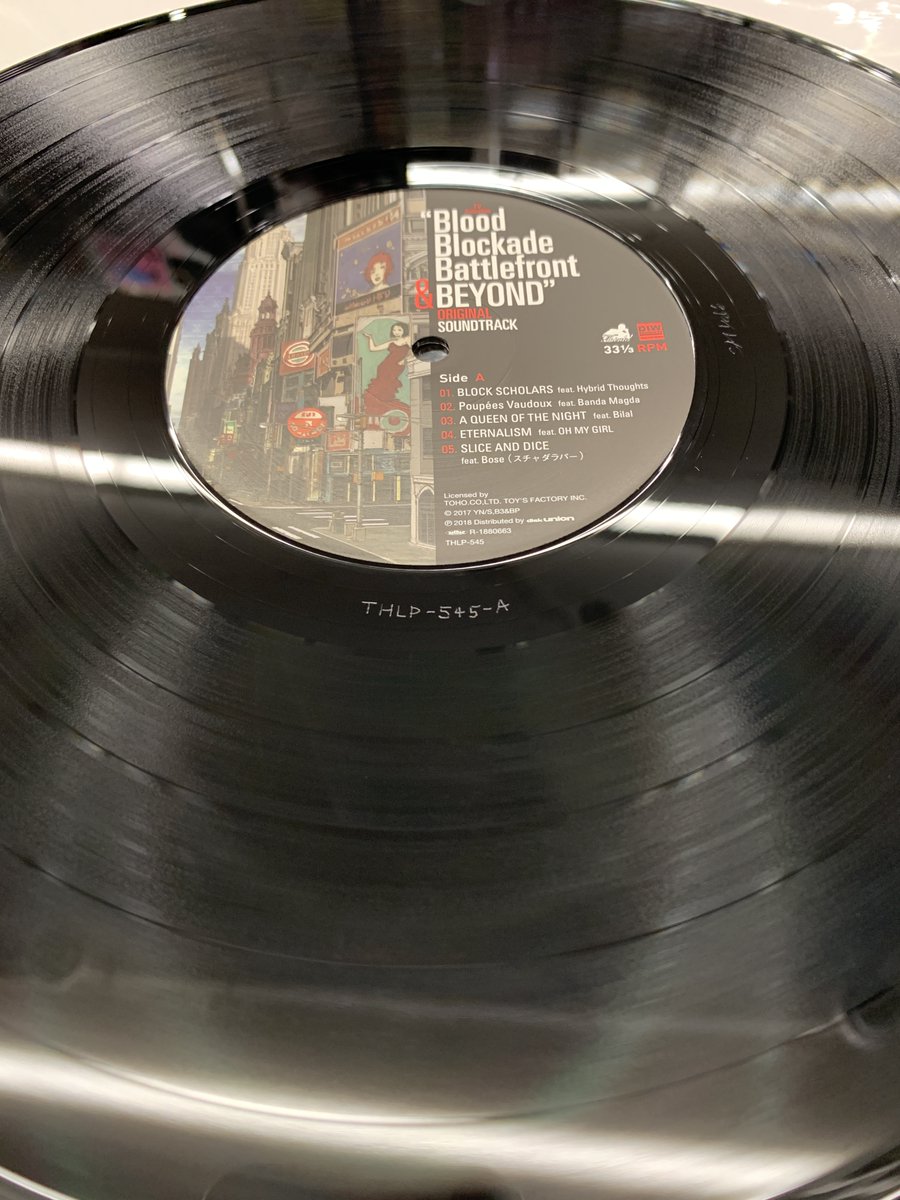 "Blood
Blockade
Battlefront
& BEYOND"
ORIGINAL
SOUNDTRACK
DIW
33⅓ RPM
Side A
01. BLOCK SCHOLARS feat. Hybrid Thoughts
02. Poupées Vaudoux feat. Banda Magda
03. A QUEEN OF THE NIGHT feat. Bilal
04. ETERNALISM feat. OH MY GIRL
05. SLICE AND DICE
feat. Bose (スチャダラパー)
Licensed by
TOHO.CO,LTD. TOY'S FACTORY INC.
© 2017 YN/S,B3&BP
℗ 2018 Distributed by diskunion
R-1880663
THLP-545
THLP-545-A